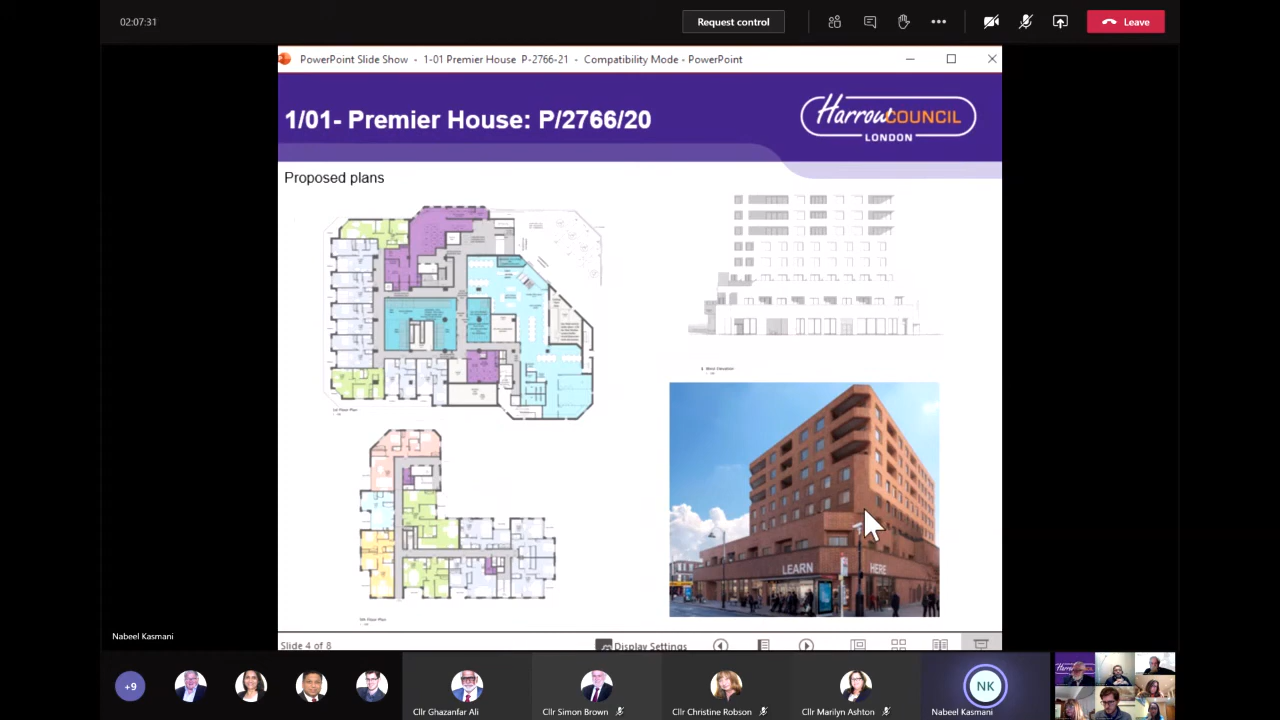 02:07:31
Request control
Leave
PowerPoint Slide Show - 1-01 Premier House P-2766-21 - Compatibility Mode - PowerPoint
1/01- Premier House: P/2766/20
Harrow COUNCIL
LONDON
Proposed plans
LEARN
HERE
Nabeel Kasmani
Slide 4 of 8
Display Settings
+9
NK
Cllr Ghazanfar Ali
Cllr Simon Brown
Cllr Christine Robson
Cllr Marilyn Ashton
Nabeel Kasmani